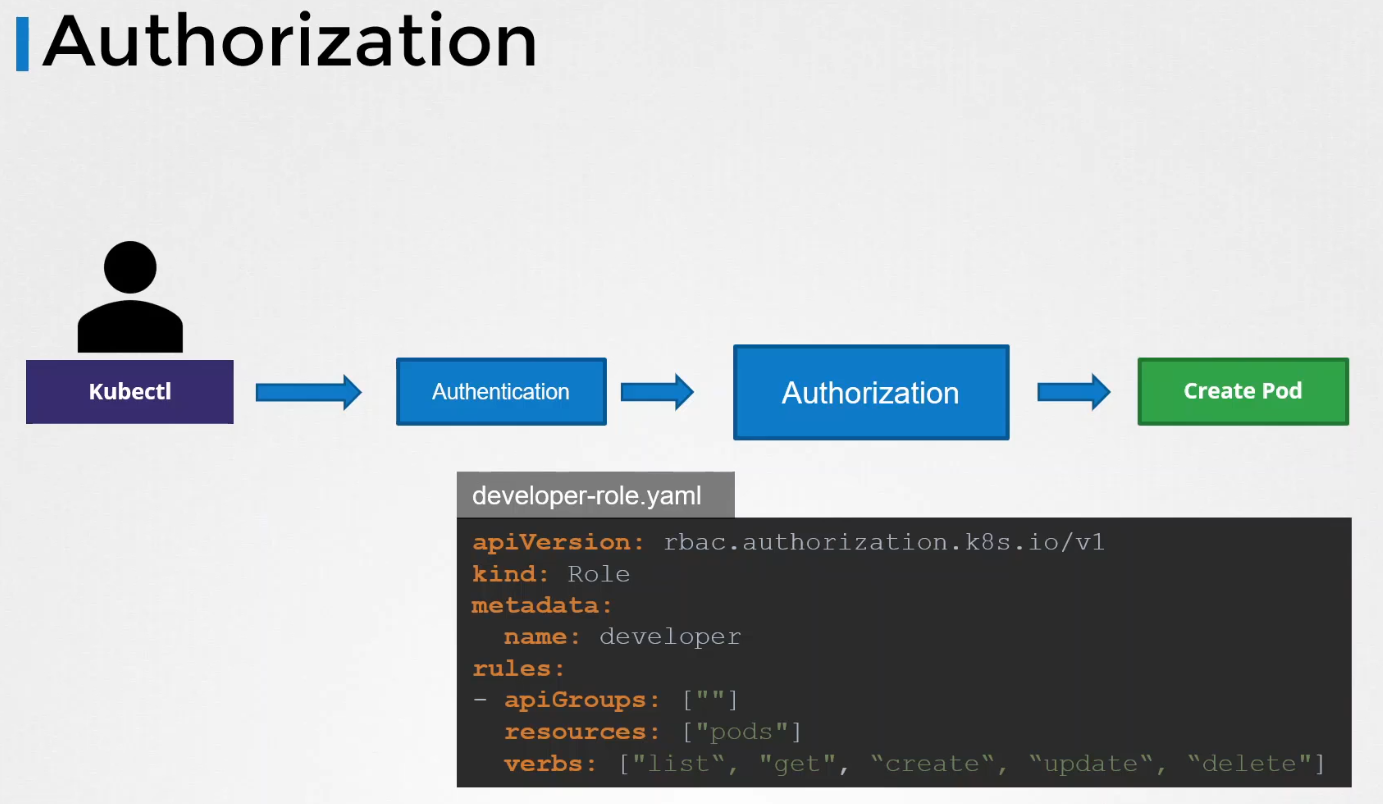 Authorization
Kubectl
Authentication
Authorization
Create Pod
developer-role.yaml
apiVersion: rbac.authorization.k8s.io/v1
kind: Role
metadata:
  name: developer
rules:
- apiGroups: [""]
  resources: ["pods"]
  verbs: ["list“, "get", “create“, “update“, “delete"]